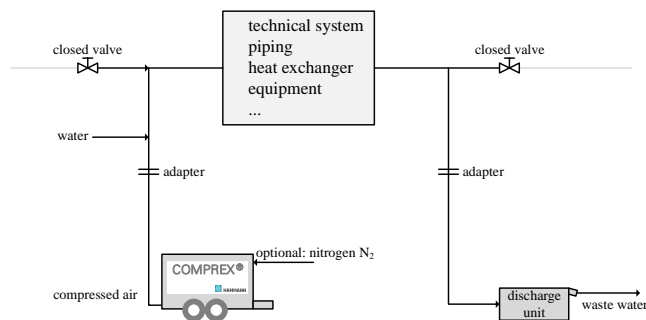 technical system
piping
heat exchanger
equipment
...
closed valve
closed valve
water
adapter
adapter
optional: nitrogen N₂
COMPREX®
HAMMANN
compressed air
discharge
unit
waste water